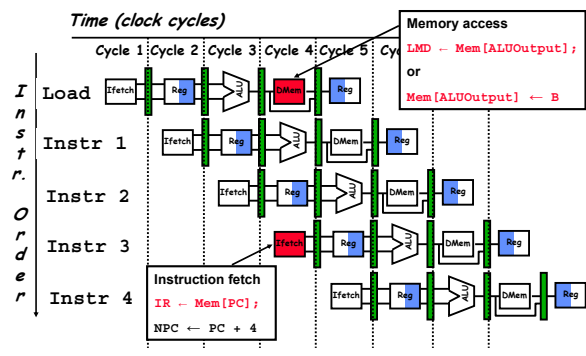 Time (clock cycles)
Cycle 1 Cycle 2 Cycle 3 Cycle 4 Cycle 5 Cyc
Memory access
LMD ← Mem[ALUOutput];
or
Mem[ALUOutput] ← B
Instr. Order
Load Ifetch Reg ALU DMem Reg
Instr 1 Ifetch Reg ALU DMem Reg
Instr 2 Ifetch Reg ALU DMem Reg
Instr 3 Ifetch Reg ALU DMem Reg
Instruction fetch
IR ← Mem[PC];
NPC ← PC + 4
Instr 4 Ifetch Reg ALU DMem Reg